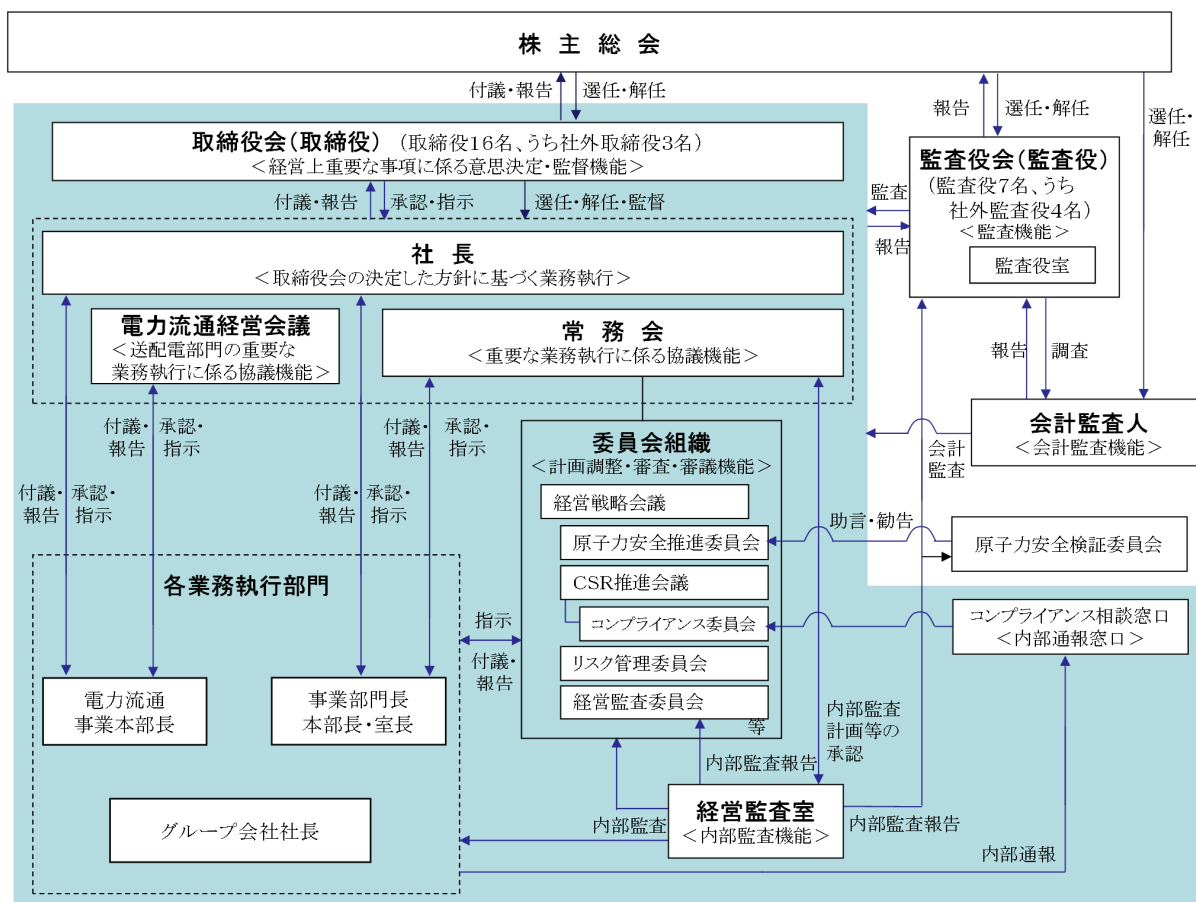 株主総会
付議・報告
選任・解任
報告
選任・解任
選任・
解任
取締役会(取締役) (取締役16名、うち社外取締役3名)
<経営上重要な事項に係る意思決定・監督機能>
監査役会(監査役)
(監査役7名、うち
社外監査役4名)
<監査機能>
監査役室
監査
報告
付議・報告
承認・指示
選任・解任・監督
社長
<取締役会の決定した方針に基づく業務執行>
電力流通経営会議
<送配電部門の重要な
業務執行に係る協議機能>
常務会
<重要な業務執行に係る協議機能>
報告
調査
会計監査人
<会計監査機能>
会計
監査
付議・
報告
承認・
指示
付議・
報告
承認・
指示
付議・
報告
承認・
指示
付議・
報告
承認・
指示
委員会組織
<計画調整・審査・審議機能>
経営戦略会議
原子力安全推進委員会
CSR推進会議
コンプライアンス委員会
リスク管理委員会
経営監査委員会
等
助言・勧告
原子力安全検証委員会
コンプライアンス相談窓口
<内部通報窓口>
各業務執行部門
指示
付議・
報告
電力流通
事業本部長
事業部門長
本部長・室長
グループ会社社長
内部監査
計画等の
承認
内部監査報告
経営監査室
<内部監査機能>
内部監査
内部監査報告
内部通報